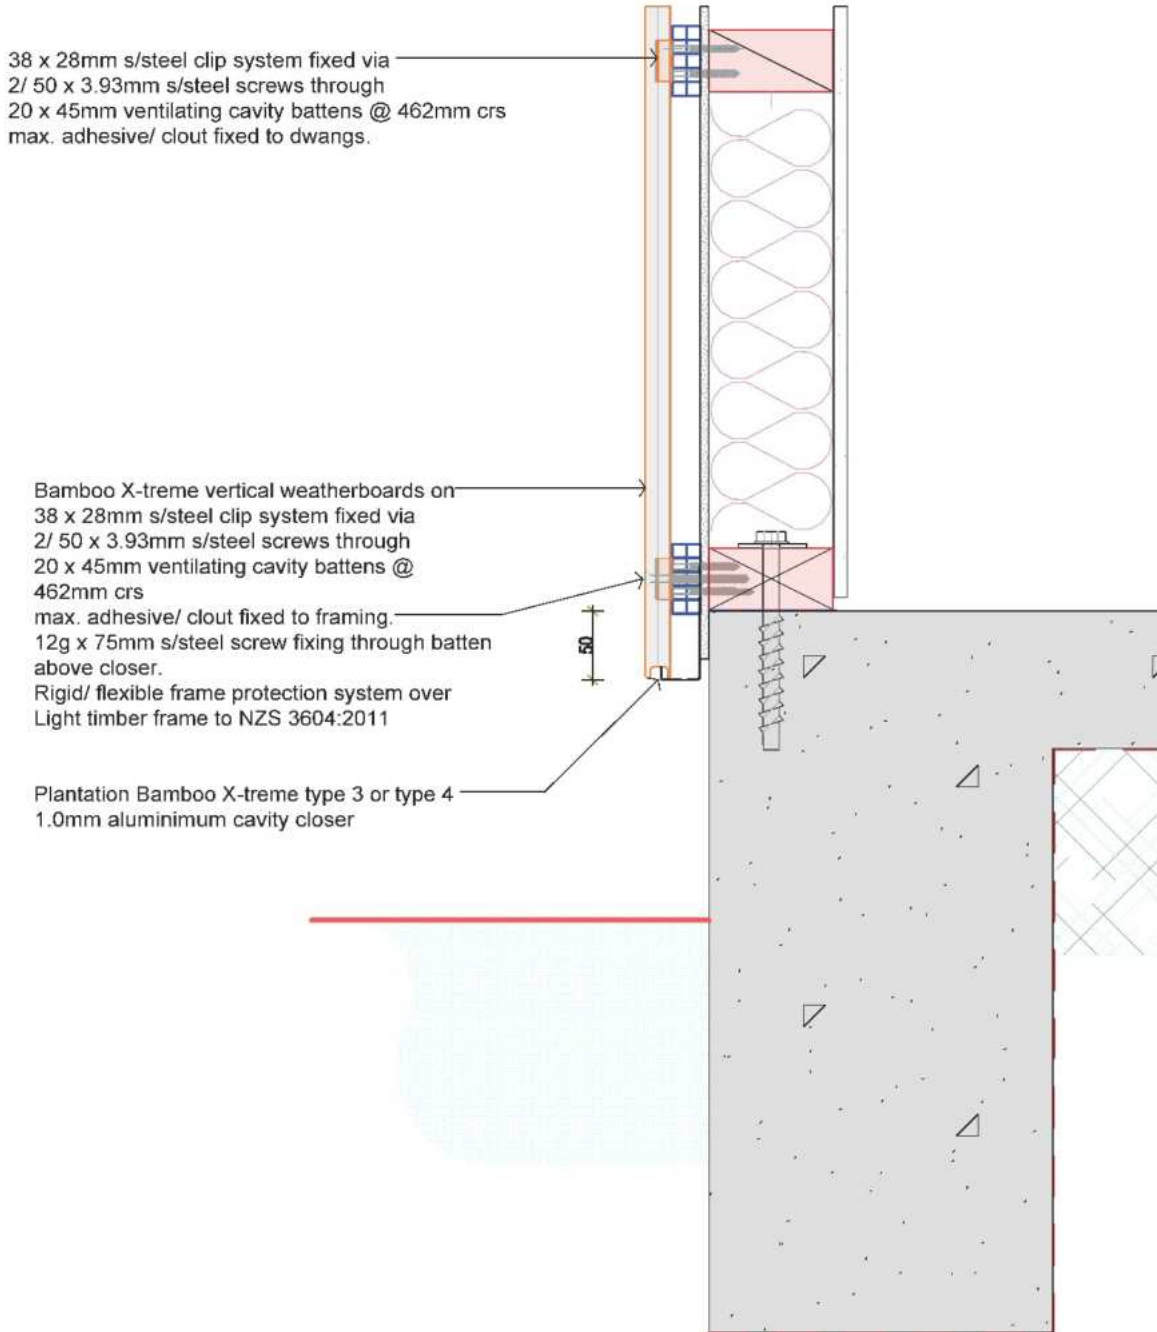 38 x 28mm s/steel clip system fixed via
2/ 50 x 3.93mm s/steel screws through
20 x 45mm ventilating cavity battens @ 462mm crs
max. adhesive/ clout fixed to dwangs.
Bamboo X-treme vertical weatherboards on
38 x 28mm s/steel clip system fixed via
2/ 50 x 3.93mm s/steel screws through
20 x 45mm ventilating cavity battens @
462mm crs
max. adhesive/ clout fixed to framing.
12g x 75mm s/steel screw fixing through batten
above closer.
Rigid/ flexible frame protection system over
Light timber frame to NZS 3604:2011
50
Plantation Bamboo X-treme type 3 or type 4
1.0mm aluminimum cavity closer